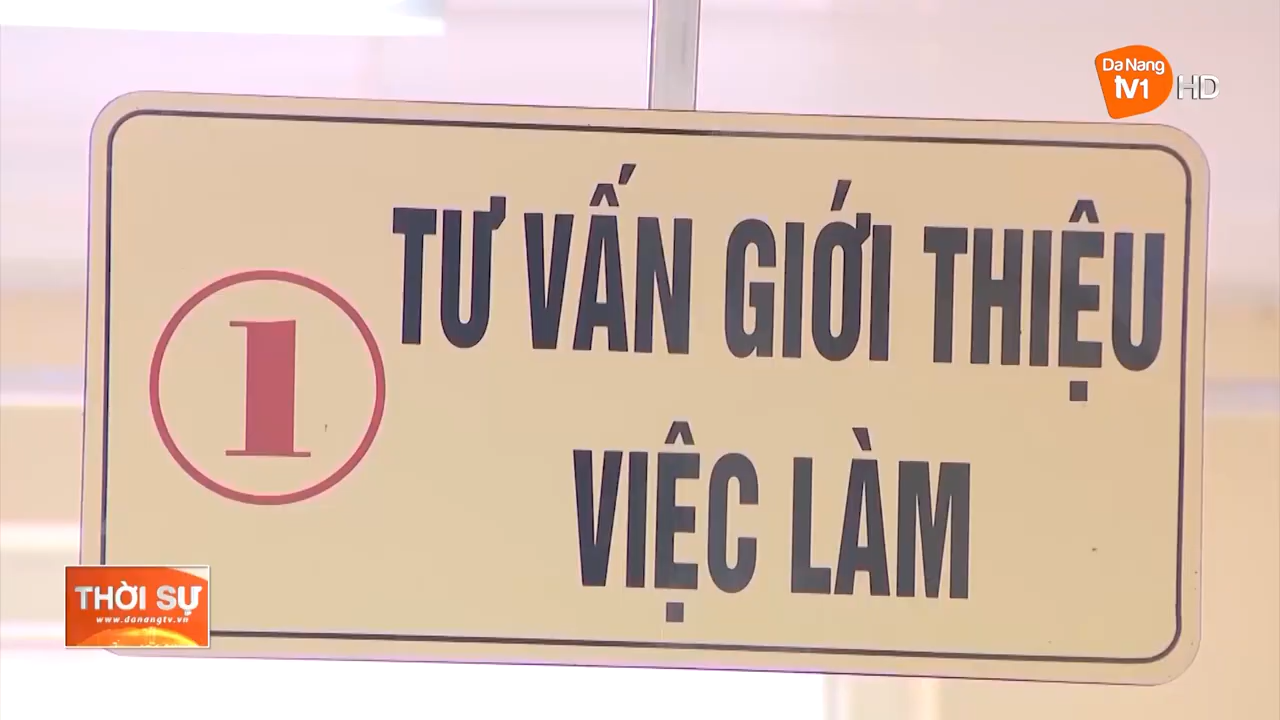 Da Nang
tV1 HD
TƯ VẤN GIỚI THIỆU
1
VIỆC LÀM
THỜI SỰ
www.danangtv.vn